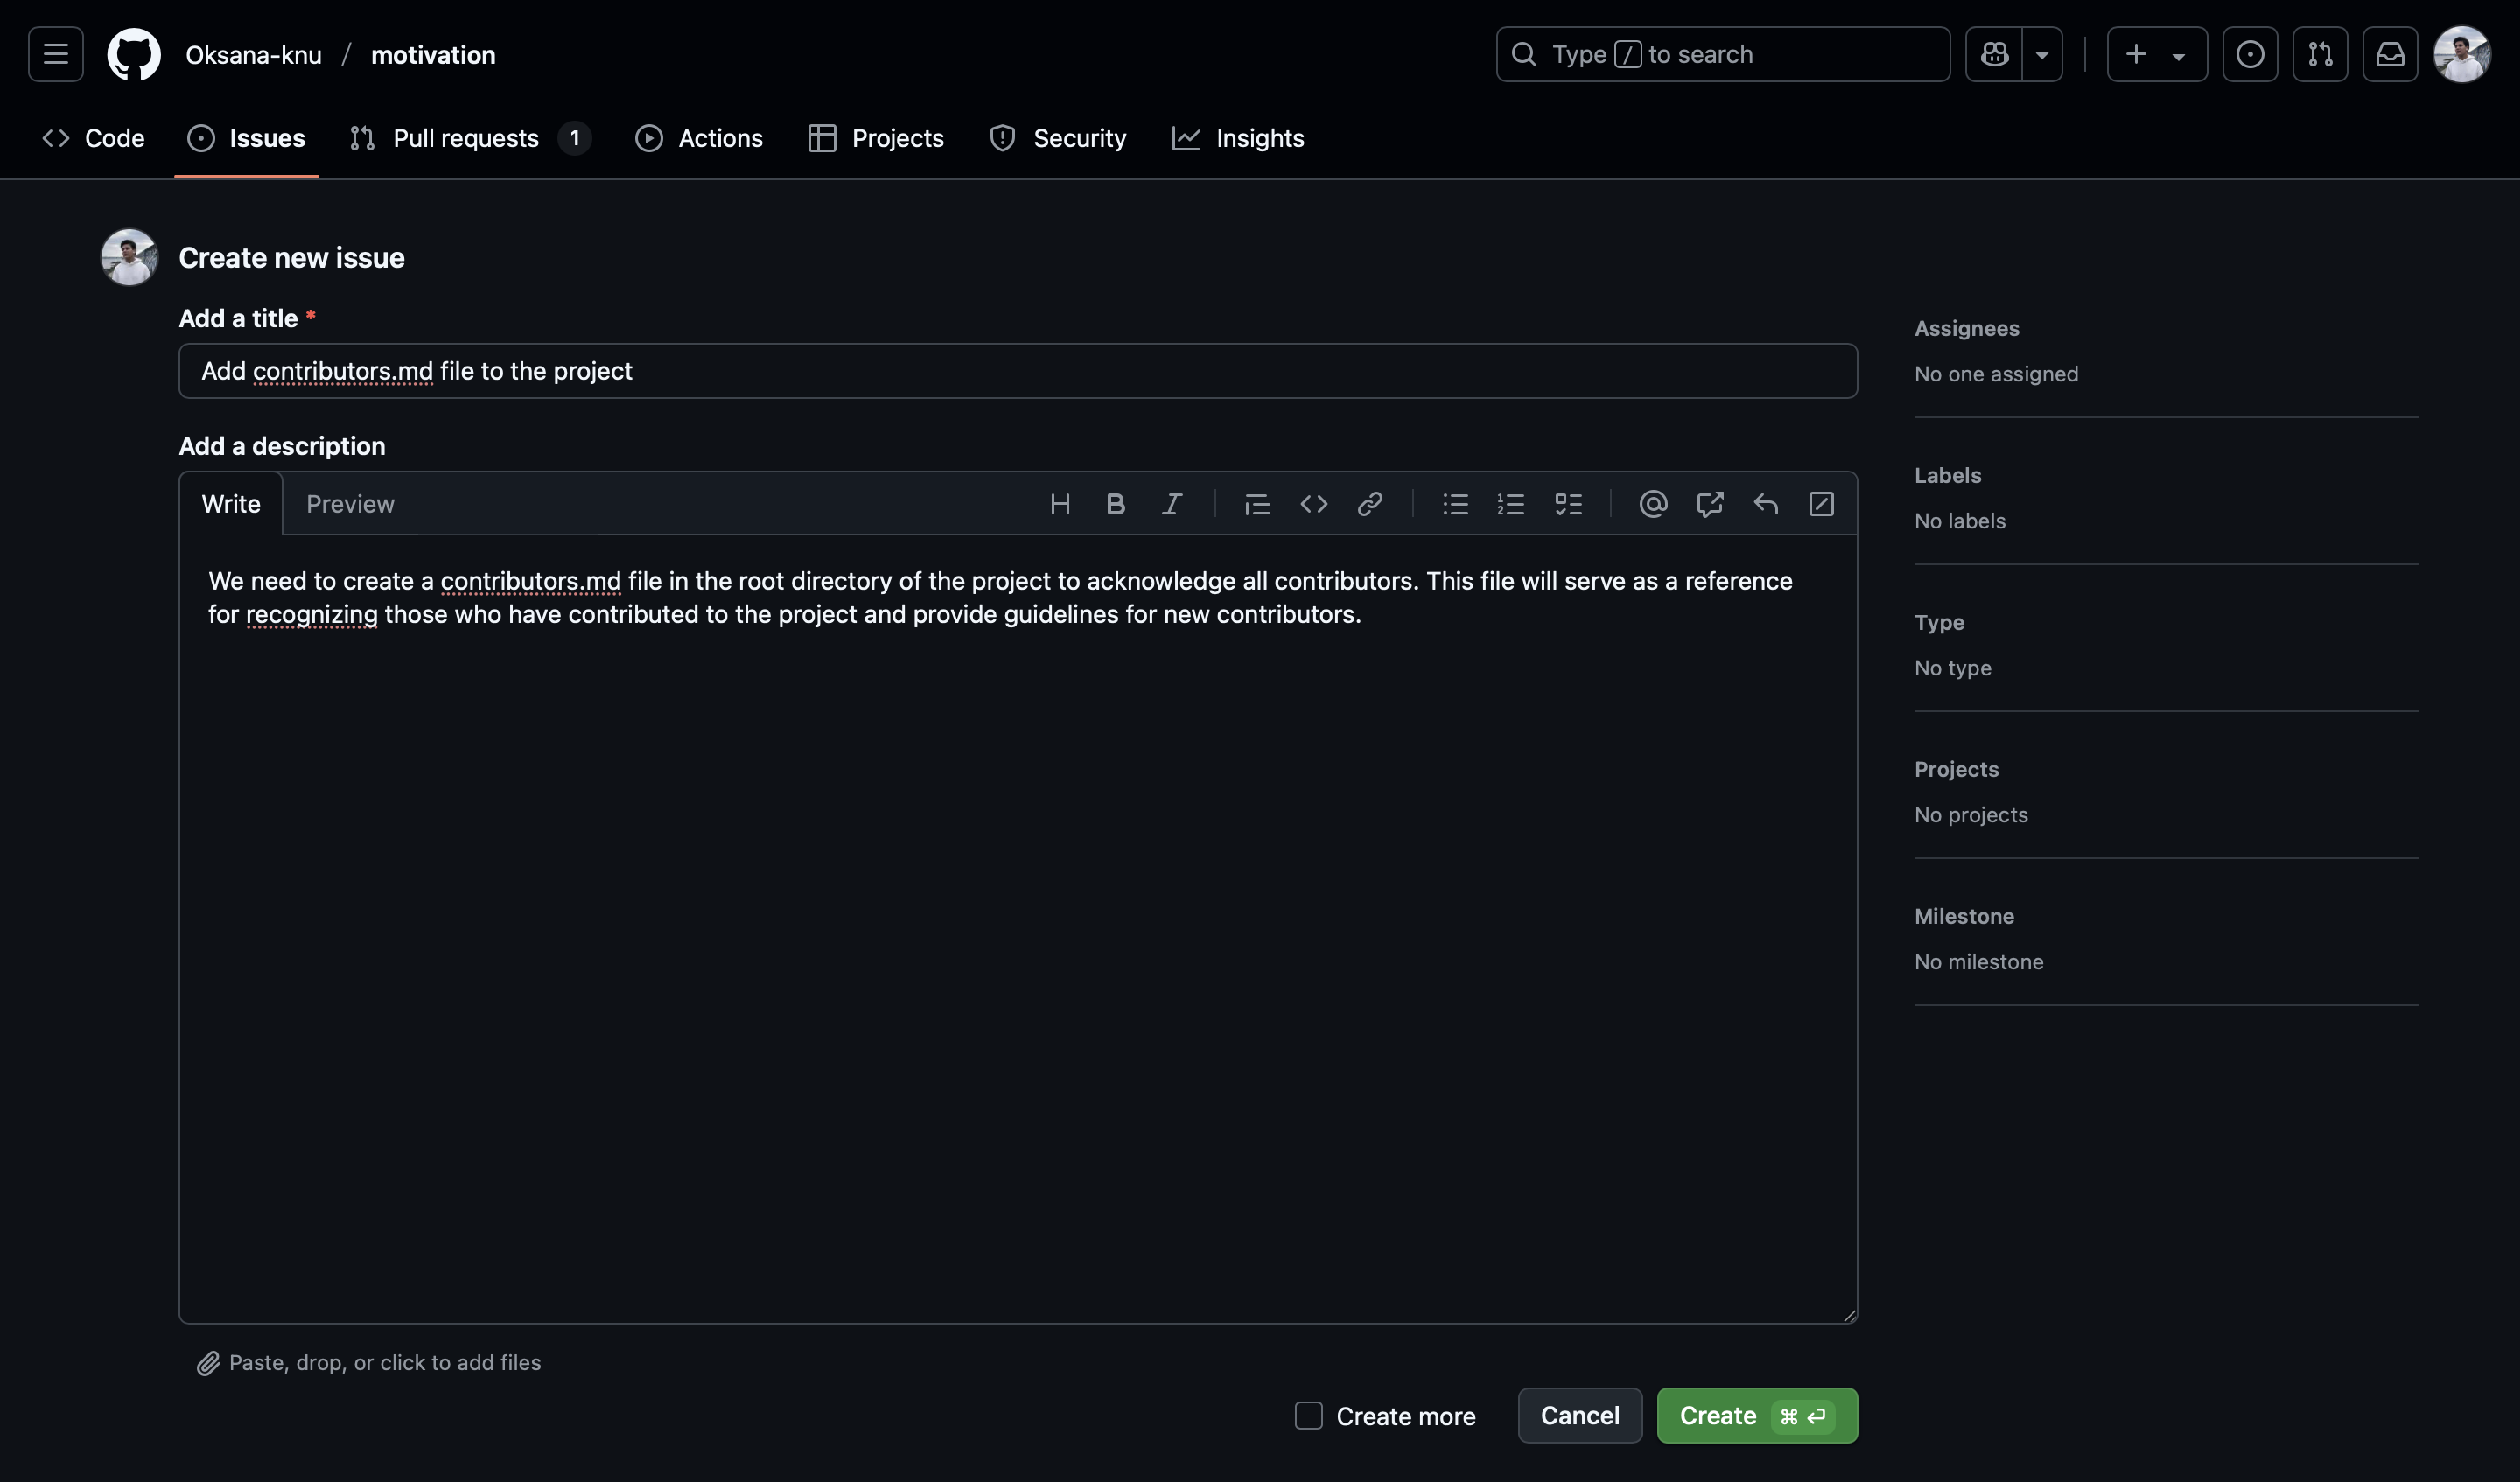 Oksana-knu / motivation
Type / to search
Code
Issues
Pull requests 1
Actions
Projects
Security
Insights
Create new issue
Add a title *
Add contributors.md file to the project
Add a description
Write
Preview
We need to create a contributors.md file in the root directory of the project to acknowledge all contributors. This file will serve as a reference
for recognizing those who have contributed to the project and provide guidelines for new contributors.
Paste, drop, or click to add files
Create more
Cancel
Create ⌘ ↵
Assignees
No one assigned
Labels
No labels
Type
No type
Projects
No projects
Milestone
No milestone